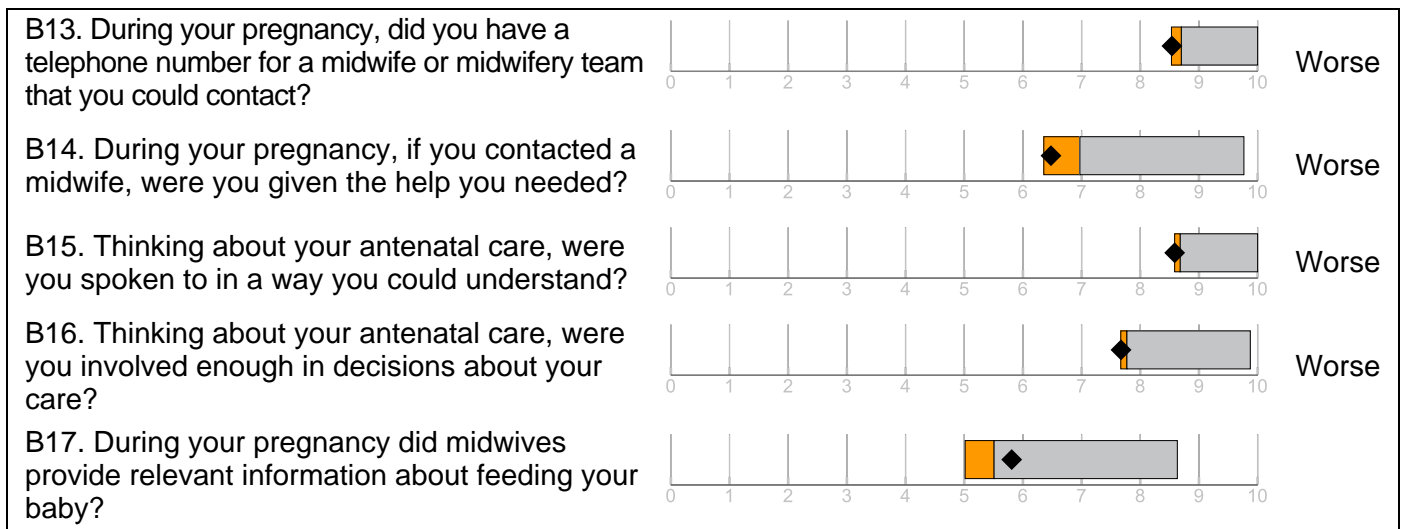 B13. During your pregnancy, did you have a
telephone number for a midwife or midwifery team
that you could contact?
0 1 2 3 4 5 6 7 8 9 10
Worse
B14. During your pregnancy, if you contacted a
midwife, were you given the help you needed?
0 1 2 3 4 5 6 7 8 9 10
Worse
B15. Thinking about your antenatal care, were
you spoken to in a way you could understand?
0 1 2 3 4 5 6 7 8 9 10
Worse
B16. Thinking about your antenatal care, were
you involved enough in decisions about your
care?
0 1 2 3 4 5 6 7 8 9 10
Worse
B17. During your pregnancy did midwives
provide relevant information about feeding your
baby?
0 1 2 3 4 5 6 7 8 9 10